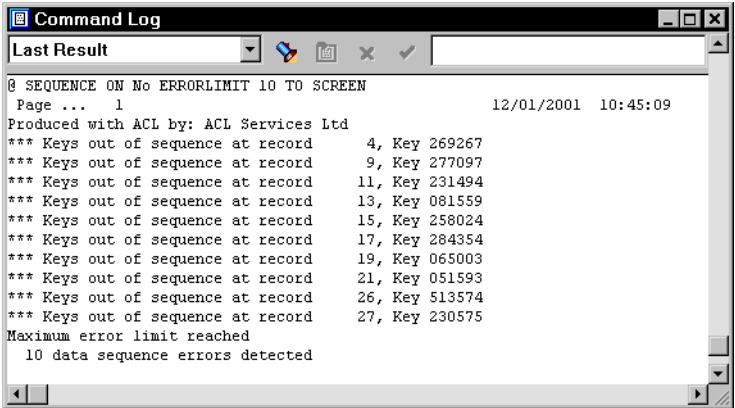 Command Log
Last Result
@ SEQUENCE ON No ERRORLIMIT 10 TO SCREEN
Page ... 1 12/01/2001 10:45:09
Produced with ACL by: ACL Services Ltd
*** Keys out of sequence at record 4, Key 269267
*** Keys out of sequence at record 9, Key 277097
*** Keys out of sequence at record 11, Key 231494
*** Keys out of sequence at record 13, Key 081559
*** Keys out of sequence at record 15, Key 258024
*** Keys out of sequence at record 17, Key 284354
*** Keys out of sequence at record 19, Key 065003
*** Keys out of sequence at record 21, Key 051593
*** Keys out of sequence at record 26, Key 513574
*** Keys out of sequence at record 27, Key 230575
Maximum error limit reached
10 data sequence errors detected